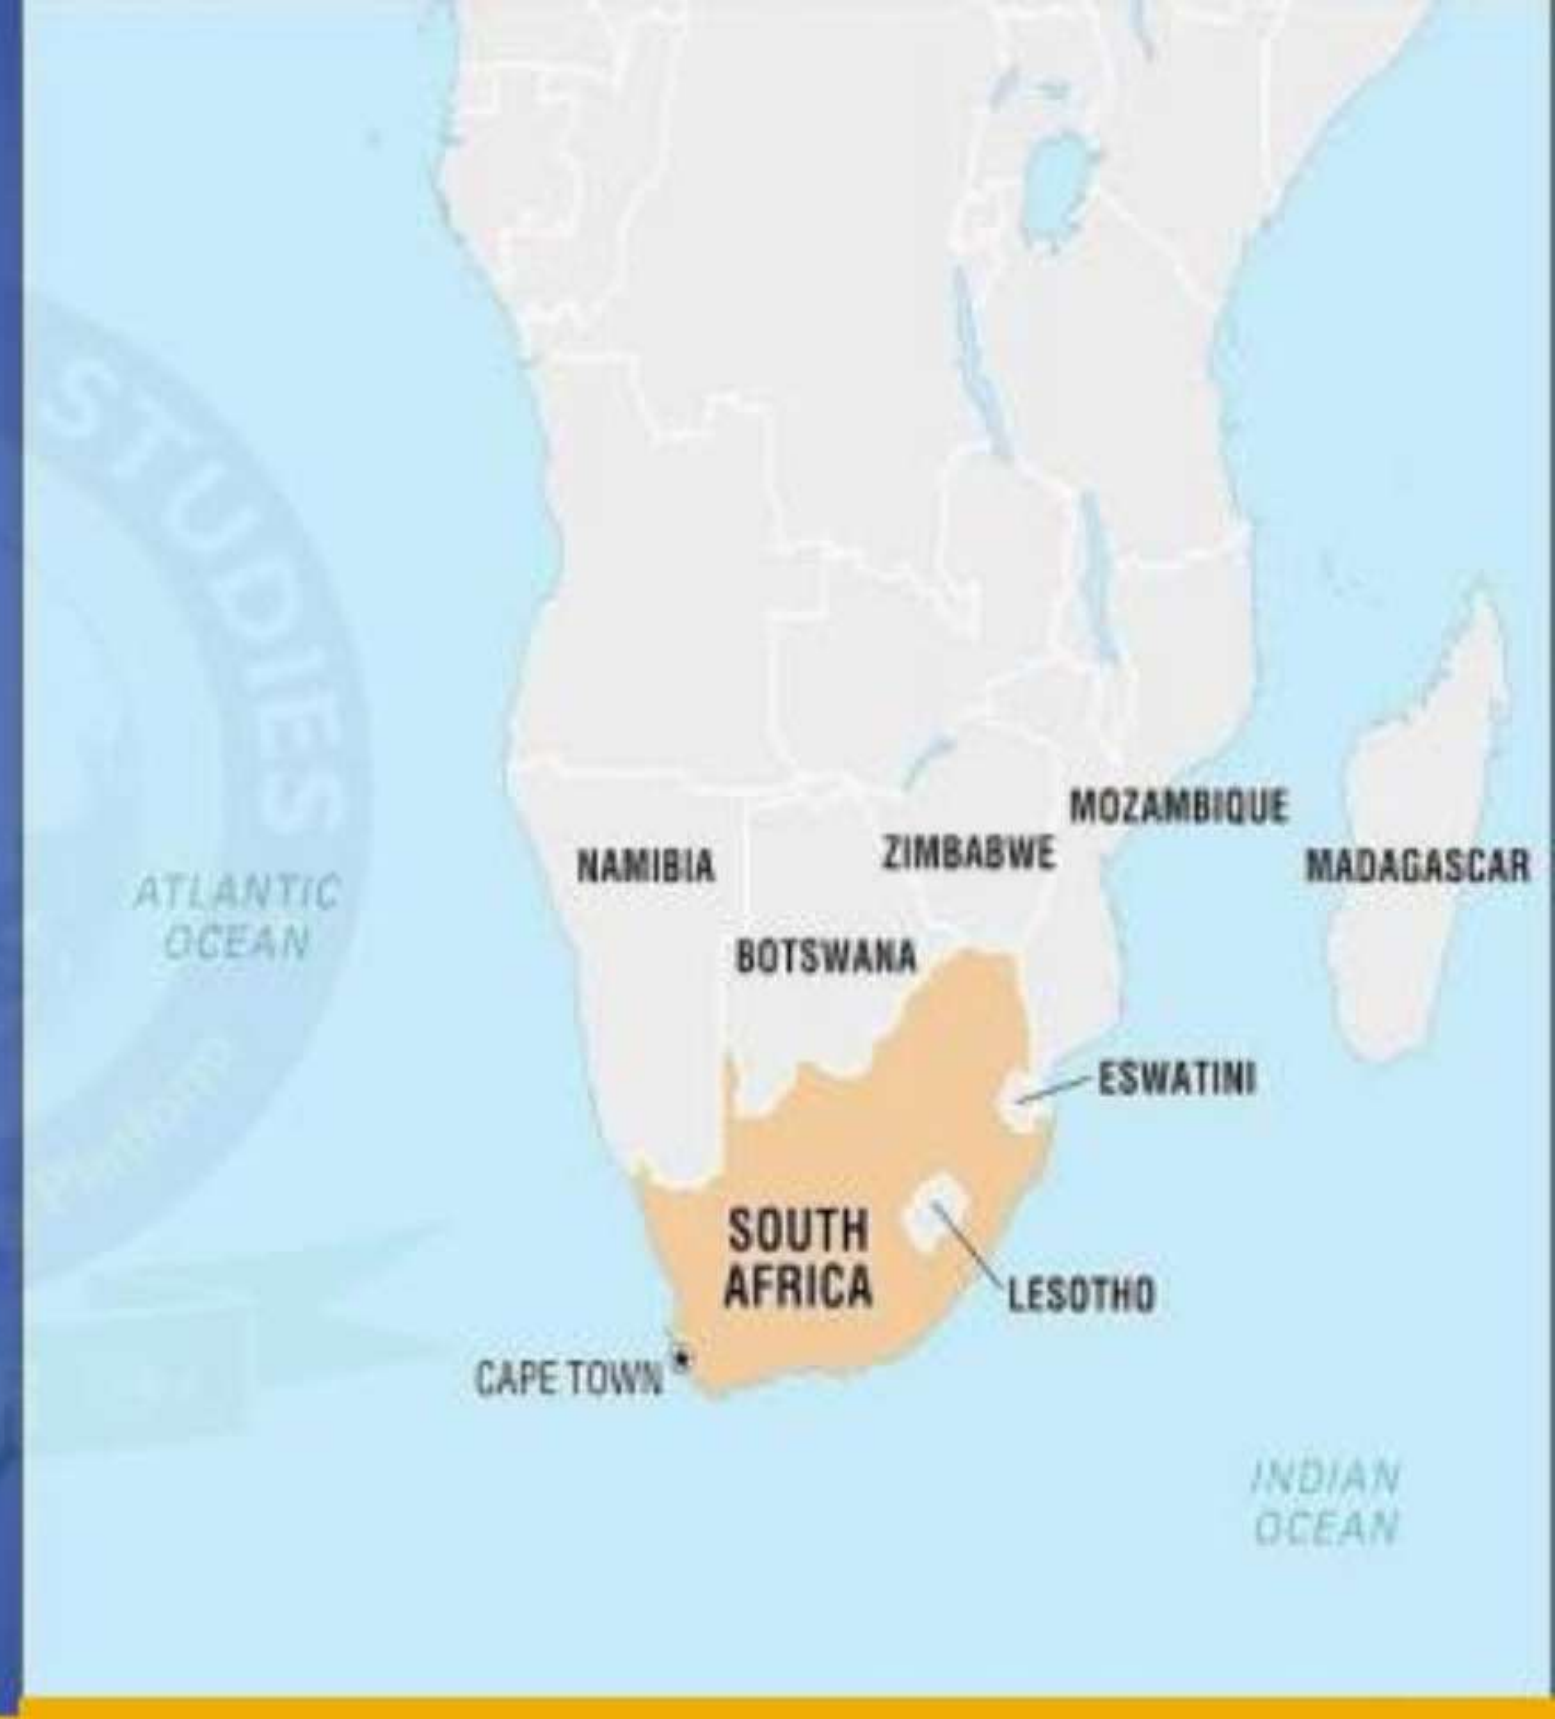 STUDIES
MOZAMBIQUE
ZIMBABWE
NAMIBIA
MADAGASCAR
ATLANTIC
OCEAN
BOTSWANA
ESWATINI
SOUTH
AFRICA
LESOTHO
CAPE TOWN
INDIAN
OCEAN